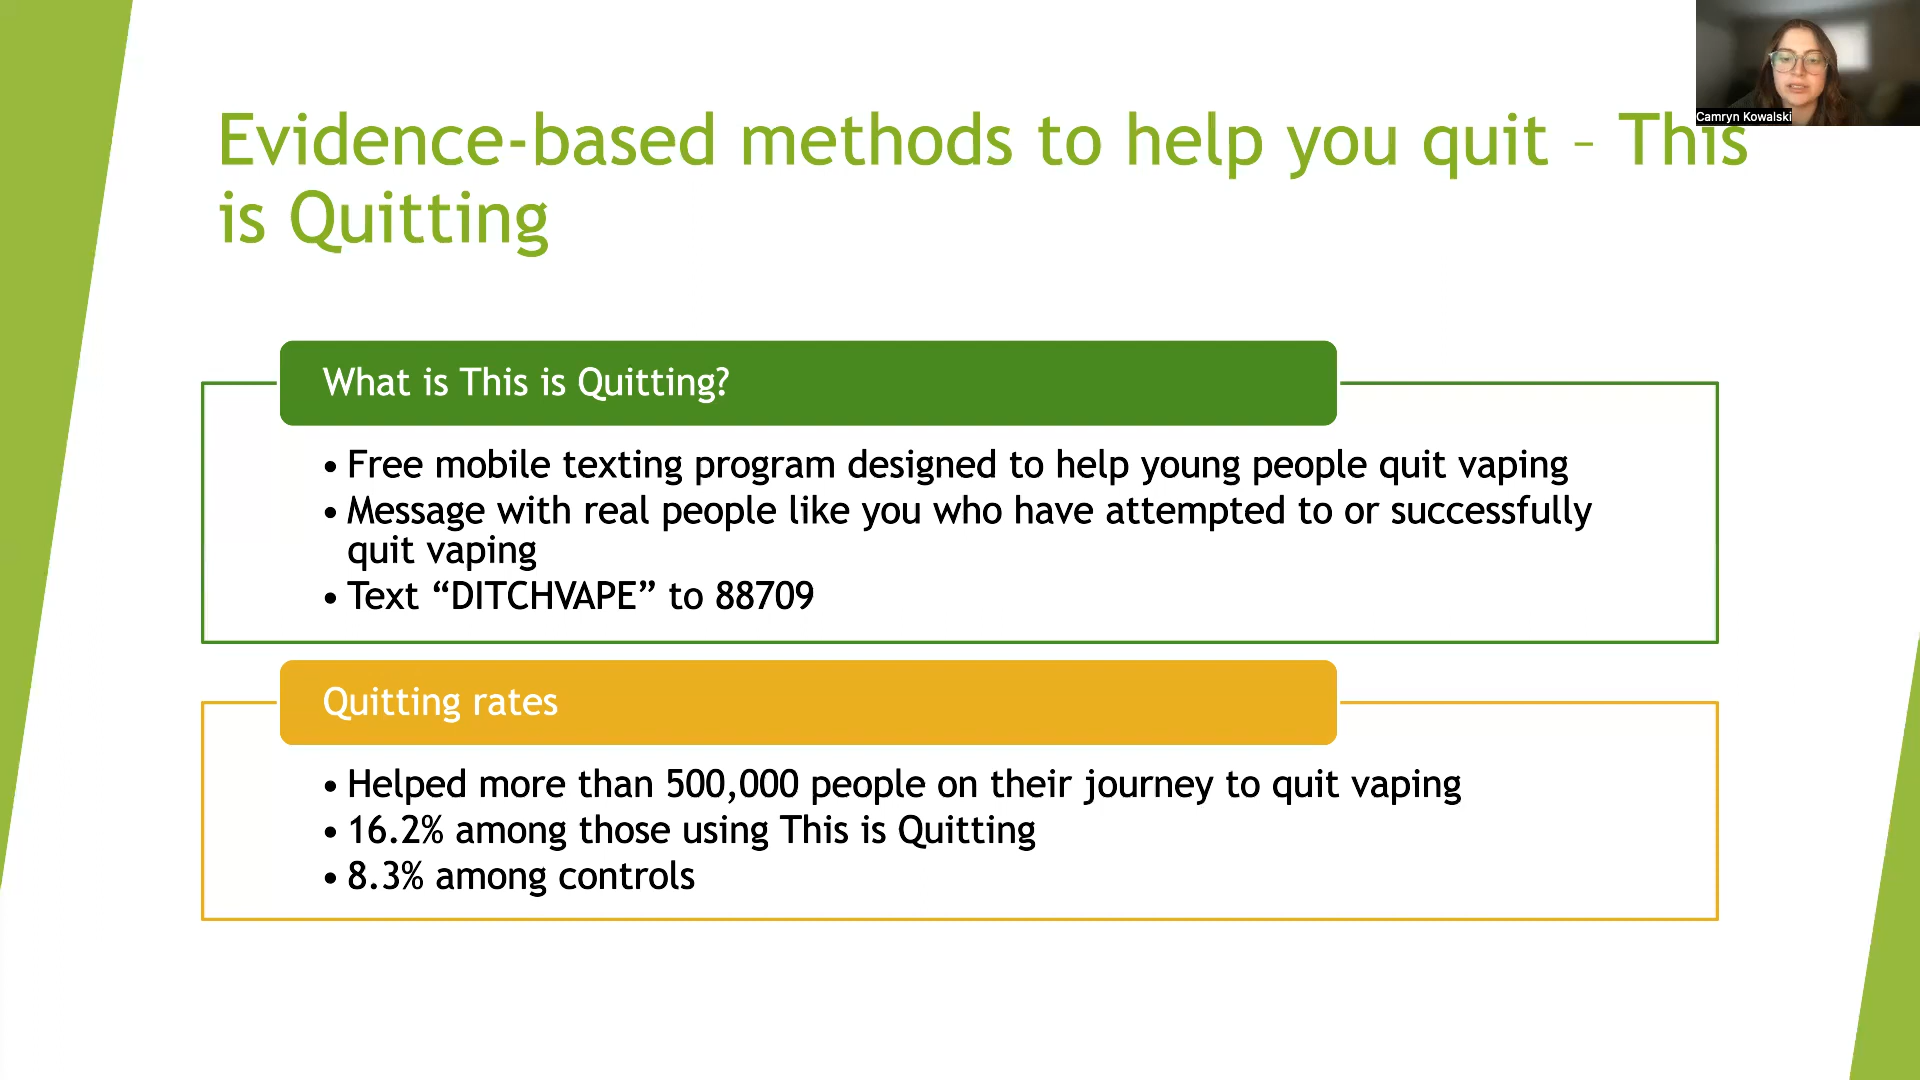 Camryn Kowalski
Evidence-based methods to help you quit – This
is Quitting
What is This is Quitting?
• Free mobile texting program designed to help young people quit vaping
• Message with real people like you who have attempted to or successfully
quit vaping
• Text “DITCHVAPE” to 88709
Quitting rates
• Helped more than 500,000 people on their journey to quit vaping
• 16.2% among those using This is Quitting
• 8.3% among controls